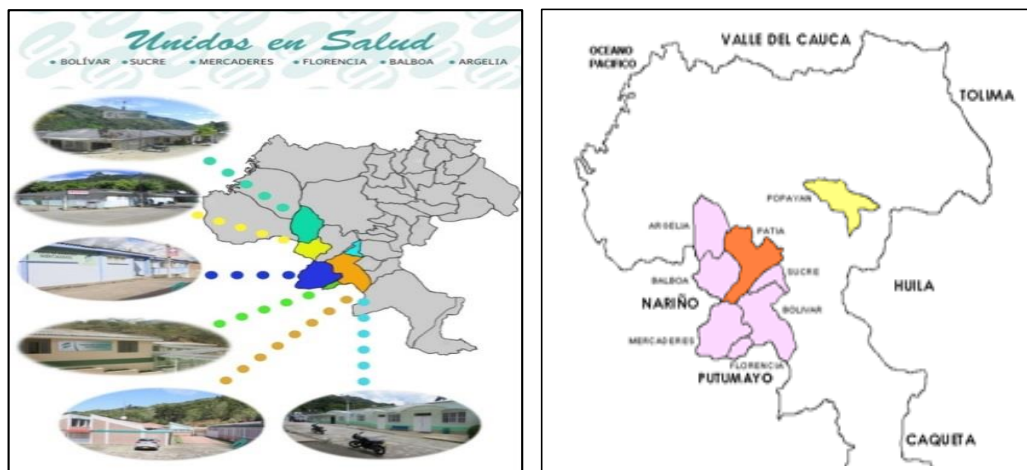 Unidos en Salud
• BOLÍVAR • SUCRE • MERCADERES • FLORENCIA • BALBOA • ARGELIA
VALLE DEL CAUCA
OCEANO
PACIFICO
TOLIMA
POPAYAN
ARGELIA
PATIA
SUCRE
BALBOA
HUILA
NARIÑO
BOLIVAR
MERCADERES
FLORENCIA
PUTUMAYO
CAQUETA